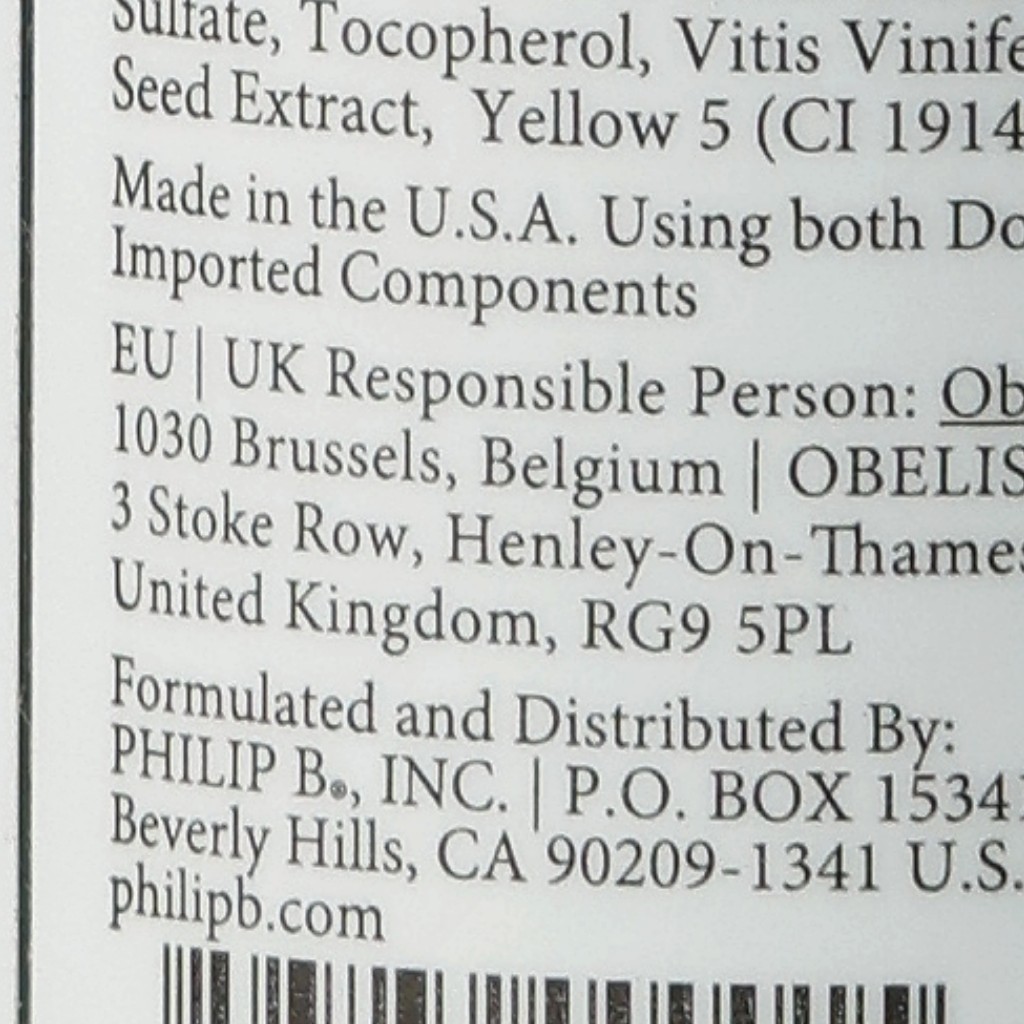 Sulfate, Tocopherol, Vitis Vinife
Seed Extract, Yellow 5 (CI 1914
Made in the U.S.A. Using both Do
Imported Components
EU | UK Responsible Person: Ob
1030 Brussels, Belgium | OBELIS
3 Stoke Row, Henley-On-Thames
United Kingdom, RG9 5PL
Formulated and Distributed By:
PHILIP B®, INC. | P.O. BOX 1534
Beverly Hills, CA 90209-1341 U.S.
philipb.com